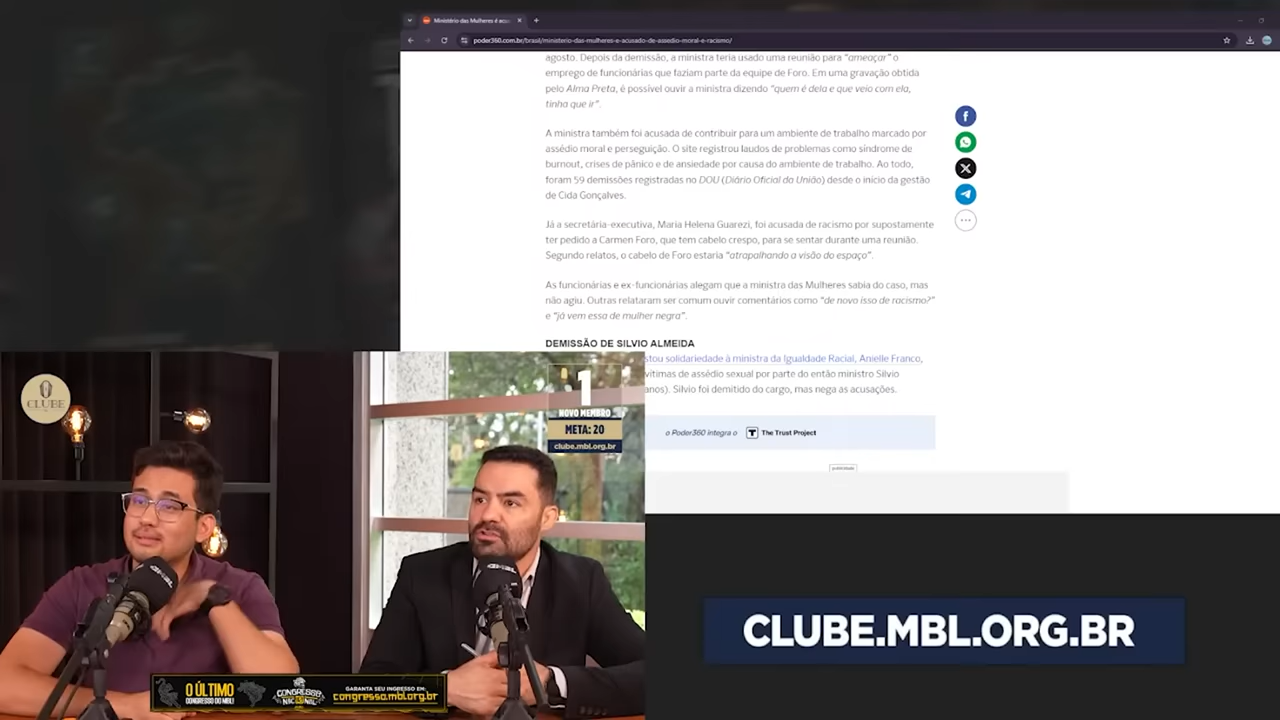 Ministério das Mulheres é acus
poder360.com.br/brasil/ministerio-das-mulheres-e-acusado-de-assedio-moral-e-racismo/
agosto. Depois da demissão, a ministra teria usado uma reunião para "ameaçar" o
emprego de funcionárias que faziam parte da equipe de Foro. Em uma gravação obtida
pelo Alma Preta, é possível ouvir a ministra dizendo "quem é dela e que veio com ela,
tinha que ir".
A ministra também foi acusada de contribuir para um ambiente de trabalho marcado por
assédio moral e perseguição. O site registrou laudos de problemas como síndrome de
burnout, crises de pânico e de ansiedade por causa do ambiente de trabalho. Ao todo,
foram 59 demissões registradas no DOU (Diário Oficial da União) desde o início da gestão
de Cida Gonçalves.
Já a secretária-executiva, Maria Helena Guarezi, foi acusada de racismo por supostamente
ter pedido a Carmen Foro, que tem cabelo crespo, para se sentar durante uma reunião.
Segundo relatos, o cabelo de Foro estaria "atrapalhando a visão do espaço".
As funcionárias e ex-funcionárias alegam que a ministra das Mulheres sabia do caso, mas
não agiu. Outras relataram ser comum ouvir comentários como "de novo isso de racismo?"
e "já vem essa de mulher negra".
DEMISSÃO DE SILVIO ALMEIDA
stou solidariedade à ministra da Igualdade Racial, Anielle Franco,
vítimas de assédio sexual por parte do então ministro Silvio
anos). Silvio foi demitido do cargo, mas nega as acusações.
o Poder360 integra o T The Trust Project
publicidade
CLUBE
1
NOVO MEMBRO
META: 20
clube.mbl.org.br
MBL
O ÚLTIMO
CONGRESSO DO MBL!
CONGRESSO
NACIONAL
GARANTA SEU INGRESSO EM:
congresso.mbl.org.br
CLUBE.MBL.ORG.BR